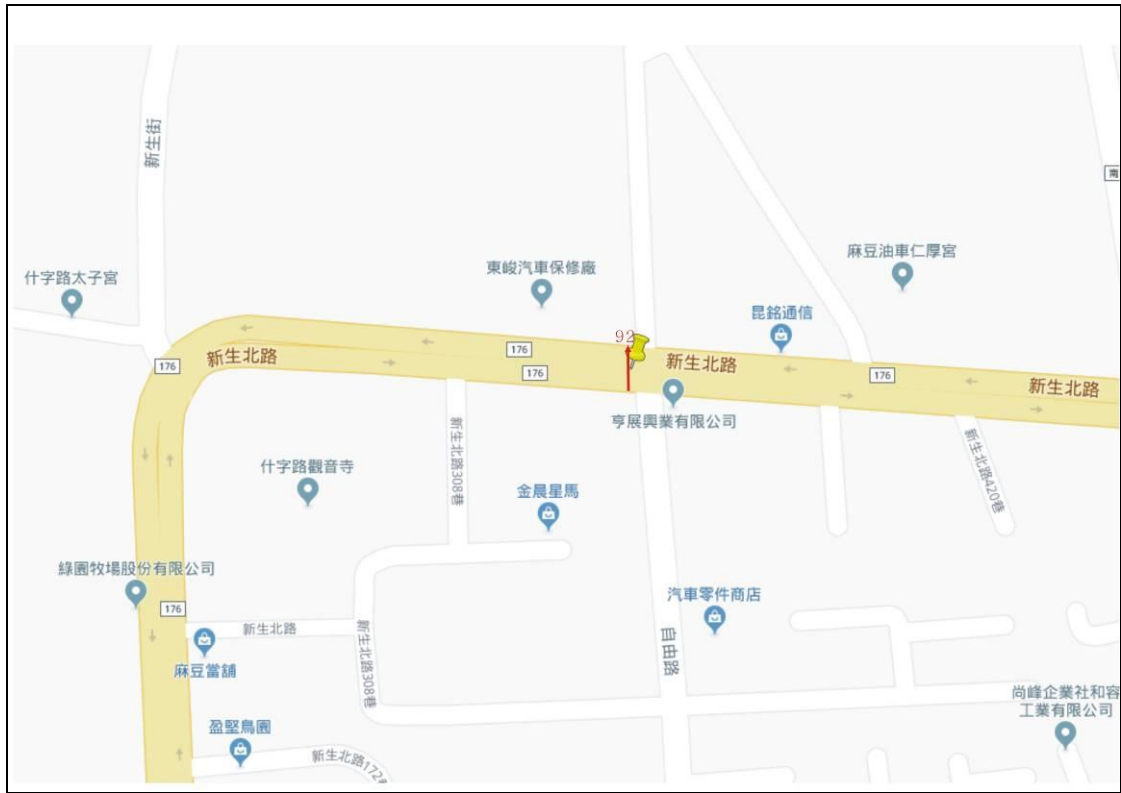 新生街
南
什字路太子宮
東峻汽車保修廠
麻豆油車仁厚宮
昆銘通信
92
176
新生北路
176
176
新生北路
176
新生北路
亨展興業有限公司
新生北路308巷
新生北路420巷
什字路觀音寺
金晨星馬
綠園牧場股份有限公司
176
新生北路
汽車零件商店
麻豆當舖
新生北路308巷
自由路
尚峰企業社和容
工業有限公司
盈堅鳥園
新生北路172巷